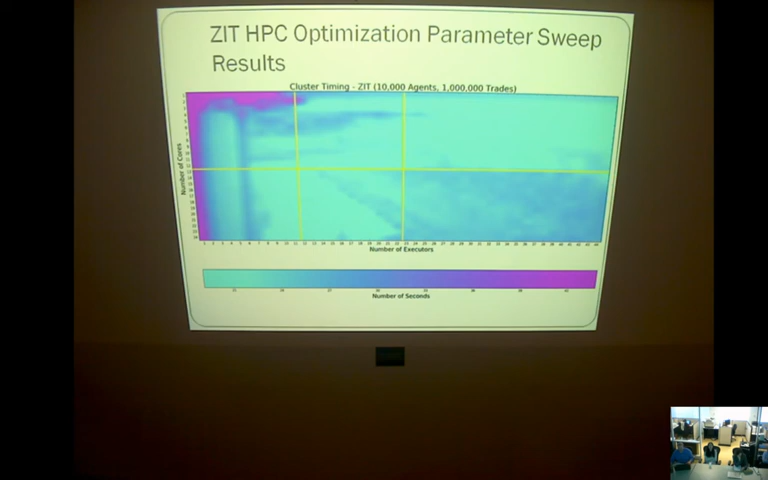 ZIT HPC Optimization Parameter Sweep
Results
Cluster Timing - ZIT (10,000 Agents, 1,000,000 Trades)
Number of Cores
Number of Executors
Number of Seconds